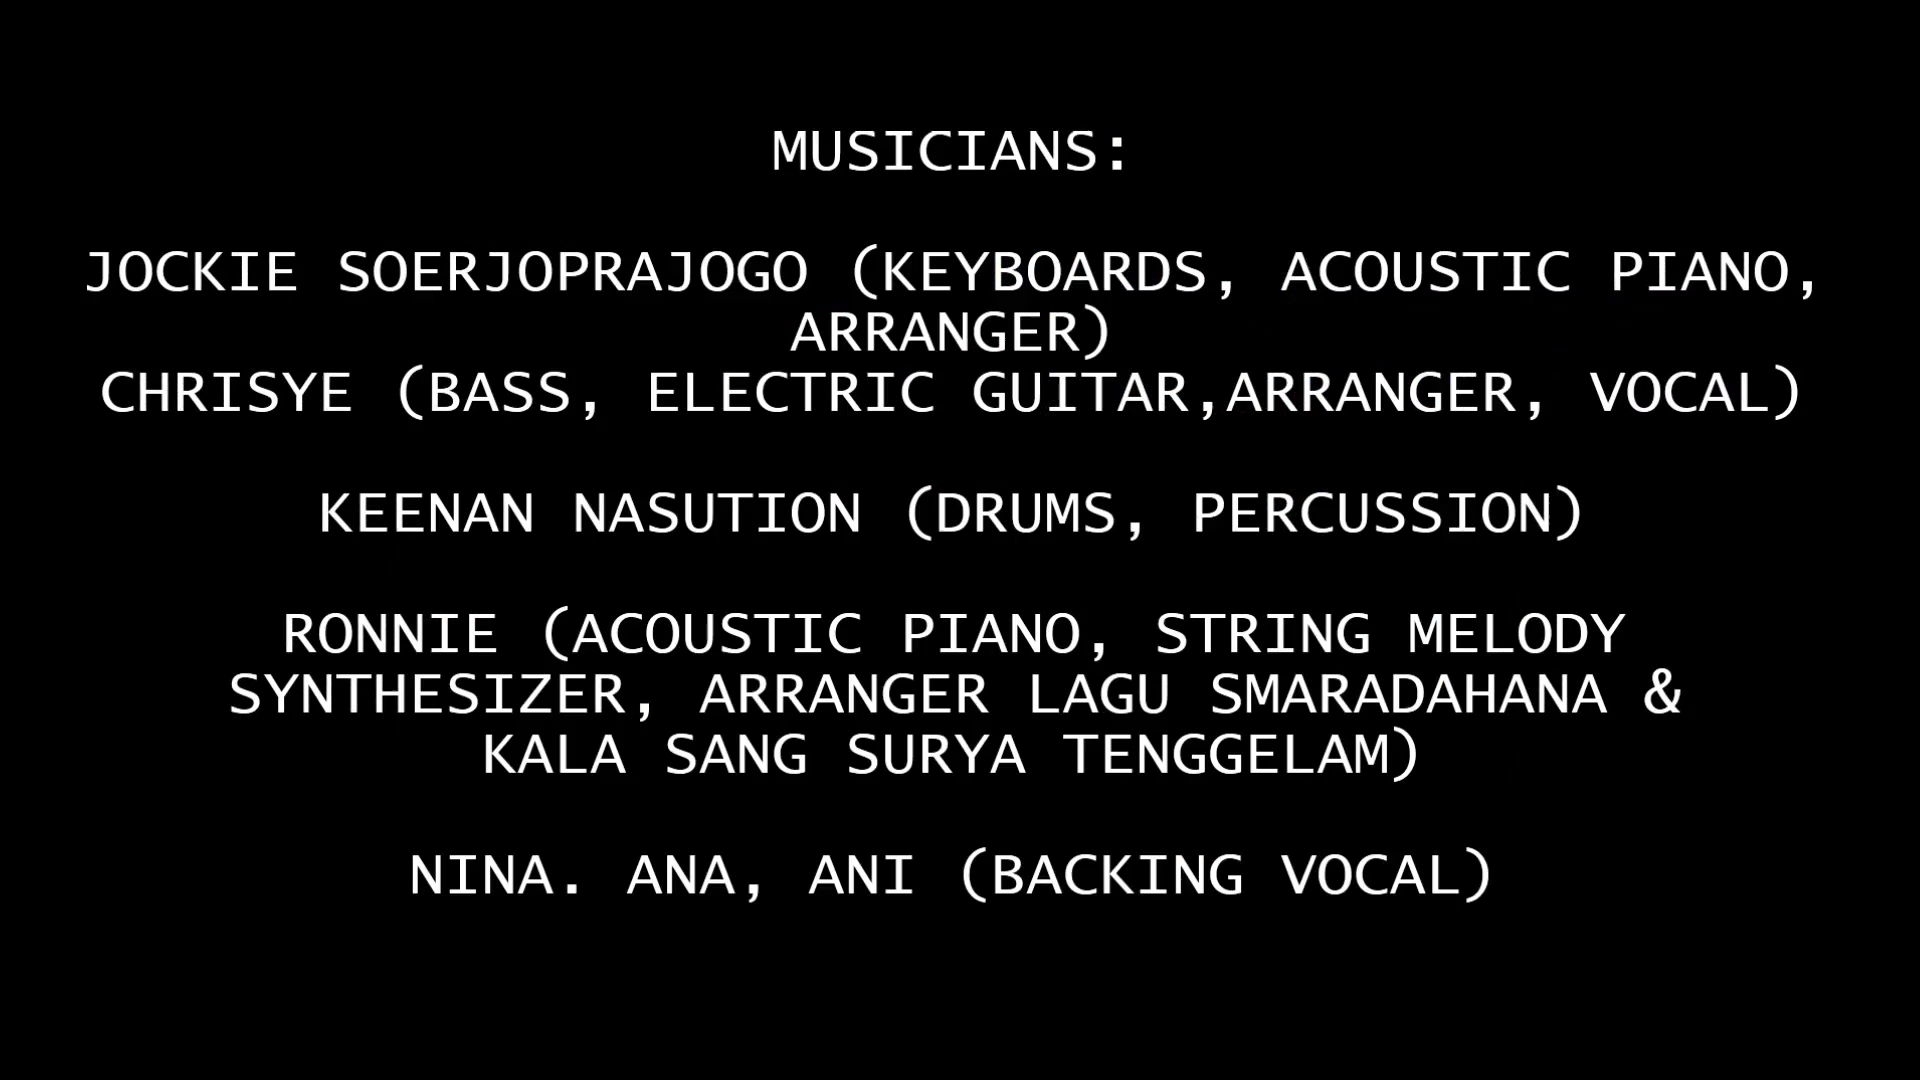 MUSICIANS:
JOCKIE SOERJOPRAJOGO (KEYBOARDS, ACOUSTIC PIANO,
ARRANGER)
CHRISYE (BASS, ELECTRIC GUITAR,ARRANGER, VOCAL)
KEENAN NASUTION (DRUMS, PERCUSSION)
RONNIE (ACOUSTIC PIANO, STRING MELODY
SYNTHESIZER, ARRANGER LAGU SMARADAHANA &
KALA SANG SURYA TENGGELAM)
NINA. ANA, ANI (BACKING VOCAL)